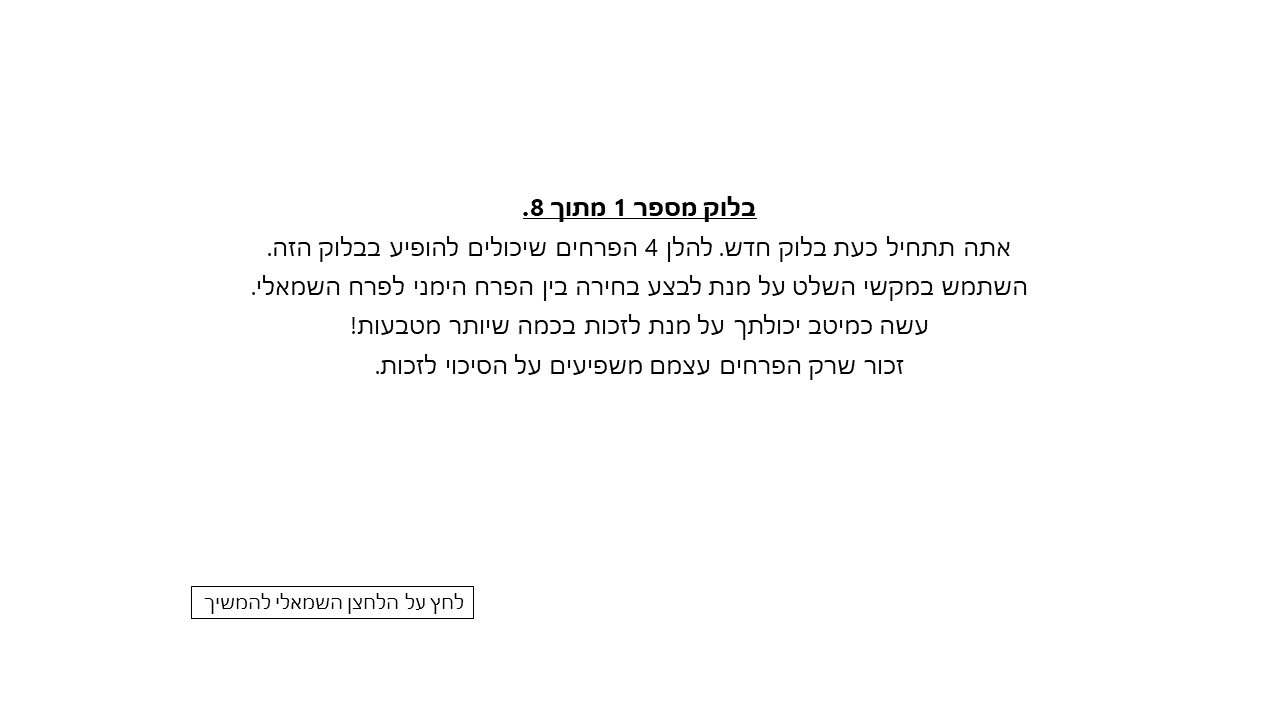 בלוק מספר 1 מתוך 8.
אתה תתחיל כעת בלוק חדש. להלן 4 הפרחים שיכולים להופיע בבלוק הזה.
השתמש במקשי השלט על מנת לבצע בחירה בין הפרח הימני לפרח השמאלי.
עשה כמיטב יכולתך על מנת לזכות בכמה שיותר מטבעות!
זכור שרק הפרחים עצמם משפיעים על הסיכוי לזכות.
לחץ על הלחצן השמאלי להמשיך